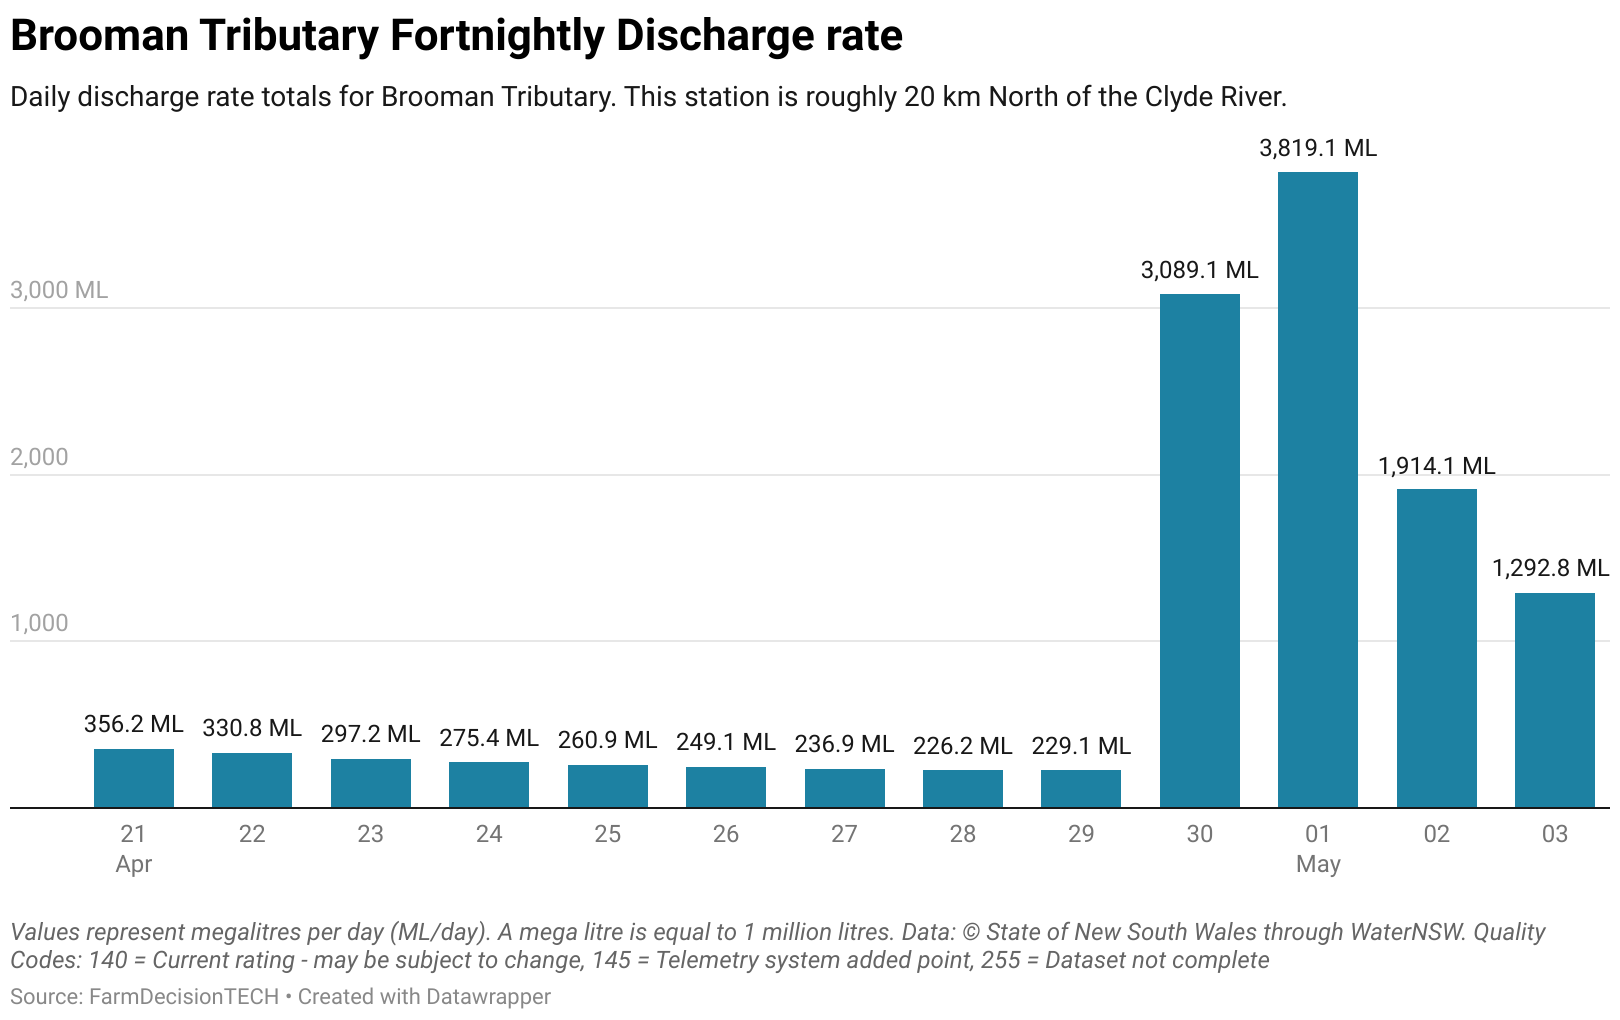 Brooman Tributary Fortnightly Discharge rate
Daily discharge rate totals for Brooman Tributary. This station is roughly 20 km North of the Clyde River.
3,819.1 ML
3,089.1 ML
3,000 ML
2,000
1,914.1 ML
1,292.8 ML
1,000
356.2 ML 330.8 ML 297.2 ML 275.4 ML 260.9 ML 249.1 ML 236.9 ML 226.2 ML 229.1 ML
21 22 23 24 25 26 27 28 29 30 01 02 03
Apr May
Values represent megalitres per day (ML/day). A mega litre is equal to 1 million litres. Data: © State of New South Wales through WaterNSW. Quality
Codes: 140 = Current rating - may be subject to change, 145 = Telemetry system added point, 255 = Dataset not complete
Source: FarmDecisionTECH • Created with Datawrapper